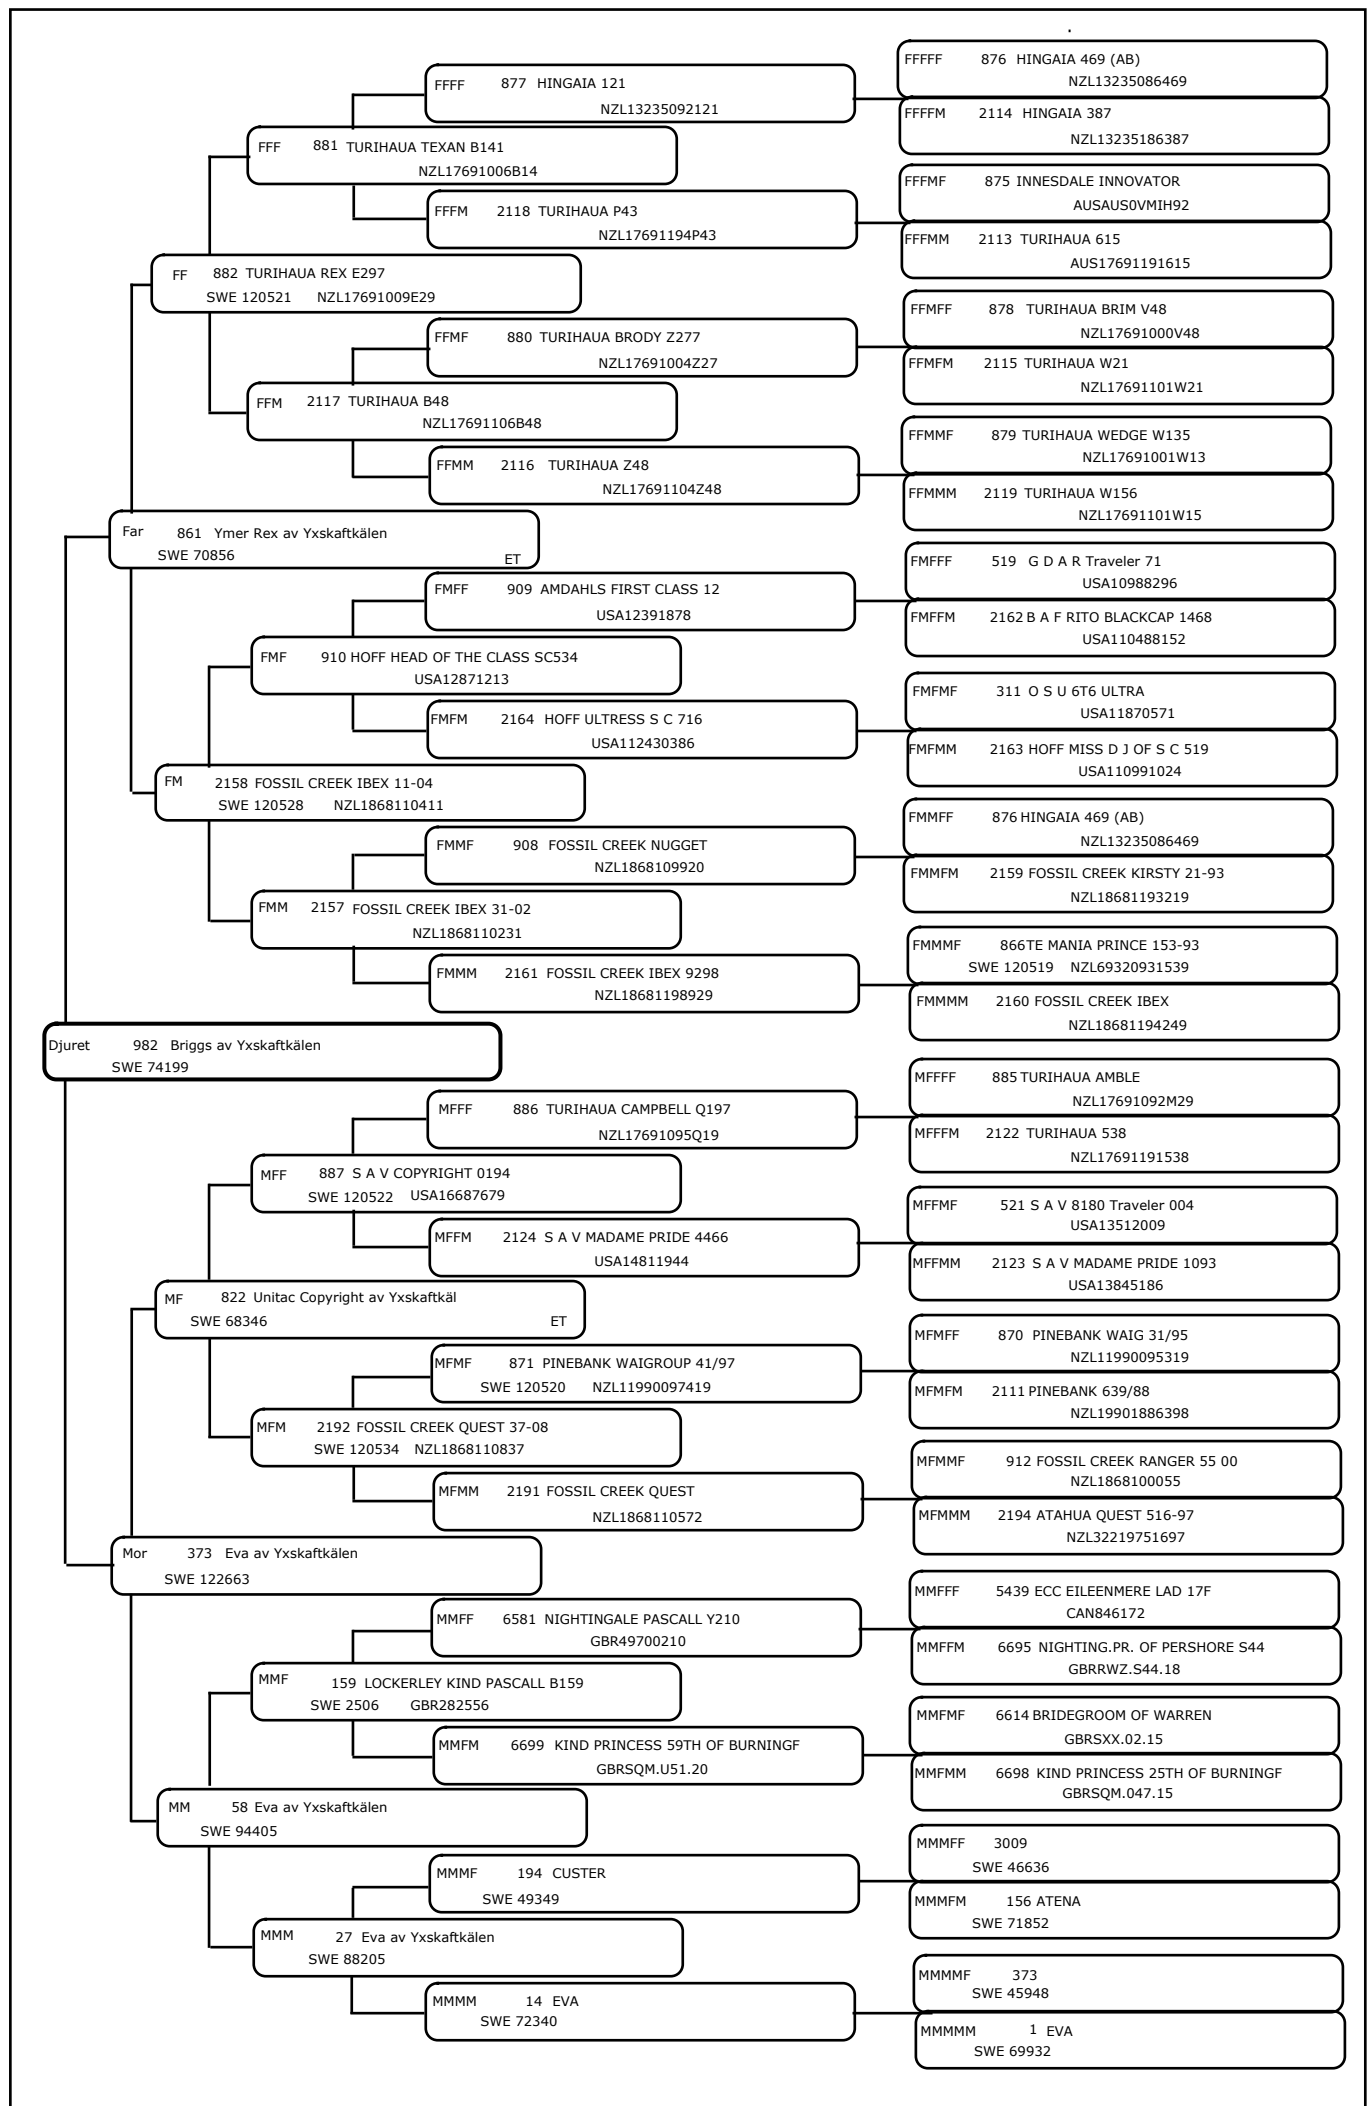 FFFFF 876 HINGAIA 469 (AB)
NZL13235086469
FFFF 877 HINGAIA 121
NZL13235092121
FFFFM 2114 HINGAIA 387
NZL13235186387
FFF 881 TURIHAUA TEXAN B141
NZL17691006B14
FFFMF 875 INNESDALE INNOVATOR
AUSAUS0VMIH92
FFFM 2118 TURIHAUA P43
NZL17691194P43
FFFMM 2113 TURIHAUA 615
AUS17691191615
FF 882 TURIHAUA REX E297
SWE 120521 NZL17691009E29
FFMFF 878 TURIHAUA BRIM V48
NZL17691000V48
FFMF 880 TURIHAUA BRODY Z277
NZL17691004Z27
FFMFM 2115 TURIHAUA W21
NZL17691101W21
FFM 2117 TURIHAUA B48
NZL17691106B48
FFMMF 879 TURIHAUA WEDGE W135
NZL17691001W13
FFMM 2116 TURIHAUA Z48
NZL17691104Z48
FFMMM 2119 TURIHAUA W156
NZL17691101W15
Far 861 Ymer Rex av Yxskaftkälen
SWE 70856 ET
FMFFF 519 G D A R Traveler 71
USA10988296
FMFF 909 AMDAHLS FIRST CLASS 12
USA12391878
FMFFM 2162 B A F RITO BLACKCAP 1468
USA110488152
FMF 910 HOFF HEAD OF THE CLASS SC534
USA12871213
FMFMF 311 O S U 6T6 ULTRA
USA11870571
FMFM 2164 HOFF ULTRESS S C 716
USA112430386
FMFMM 2163 HOFF MISS D J OF S C 519
USA110991024
FM 2158 FOSSIL CREEK IBEX 11-04
SWE 120528 NZL1868110411
FMMFF 876 HINGAIA 469 (AB)
NZL13235086469
FMMF 908 FOSSIL CREEK NUGGET
NZL1868109920
FMMFM 2159 FOSSIL CREEK KIRSTY 21-93
NZL18681193219
FMM 2157 FOSSIL CREEK IBEX 31-02
NZL1868110231
FMMMF 866TE MANIA PRINCE 153-93
SWE 120519 NZL69320931539
FMMM 2161 FOSSIL CREEK IBEX 9298
NZL18681198929
FMMMM 2160 FOSSIL CREEK IBEX
NZL18681194249
Djuret 982 Briggs av Yxskaftkälen
SWE 74199
MFFFF 885 TURIHAUA AMBLE
NZL17691092M29
MFFF 886 TURIHAUA CAMPBELL Q197
NZL17691095Q19
MFFFM 2122 TURIHAUA 538
NZL17691191538
MFF 887 S A V COPYRIGHT 0194
SWE 120522 USA16687679
MFFMF 521 S A V 8180 Traveler 004
USA13512009
MFFM 2124 S A V MADAME PRIDE 4466
USA14811944
MFFMM 2123 S A V MADAME PRIDE 1093
USA13845186
MF 822 Unitac Copyright av Yxskaftkäl
SWE 68346 ET
MFMFF 870 PINEBANK WAIG 31/95
NZL11990095319
MFMF 871 PINEBANK WAIGROUP 41/97
SWE 120520 NZL11990097419
MFMFM 2111 PINEBANK 639/88
NZL19901886398
MFM 2192 FOSSIL CREEK QUEST 37-08
SWE 120534 NZL1868110837
MFMMF 912 FOSSIL CREEK RANGER 55 00
NZL1868100055
MFMM 2191 FOSSIL CREEK QUEST
NZL1868110572
MFMMM 2194 ATAHUA QUEST 516-97
NZL32219751697
Mor 373 Eva av Yxskaftkälen
SWE 122663
MMFFF 5439 ECC EILEENMERE LAD 17F
CAN846172
MMFF 6581 NIGHTINGALE PASCALL Y210
GBR49700210
MMFFM 6695 NIGHTING.PR. OF PERSHORE S44
GBRRWZ.S44.18
MMF 159 LOCKERLEY KIND PASCALL B159
SWE 2506 GBR282556
MMFMF 6614 BRIDEGROOM OF WARREN
GBRSXX.02.15
MMFM 6699 KIND PRINCESS 59TH OF BURNINGF
GBRSQM.U51.20
MMFMM 6698 KIND PRINCESS 25TH OF BURNINGF
GBRSQM.047.15
MM 58 Eva av Yxskaftkälen
SWE 94405
MMMFF 3009
SWE 46636
MMMF 194 CUSTER
SWE 49349
MMMFM 156 ATENA
SWE 71852
MMM 27 Eva av Yxskaftkälen
SWE 88205
MMMMF 373
SWE 45948
MMMM 14 EVA
SWE 72340
MMMMM 1 EVA
SWE 69932